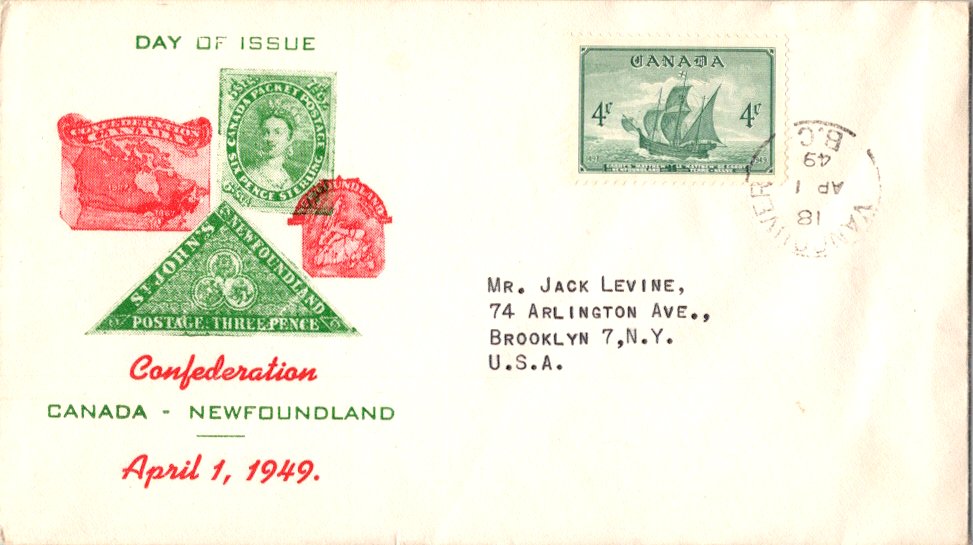 DAY OF ISSUE
CONFEDERATION
CANADA
CANADA PACKET POSTAGE
SIX PENCE STERLING
NEWFOUNDLAND
ST. JOHN'S
NEWFOUNDLAND
POSTAGE. THREE.PENCE
Confederation
CANADA - NEWFOUNDLAND
April 1, 1949.
CANADA
4¢
4¢
VANCOUVER
B.C.
18
AP 1
49
MR. JACK LEVINE,
74 ARLINGTON AVE.,
BROOKLYN 7,N.Y.
U.S.A.